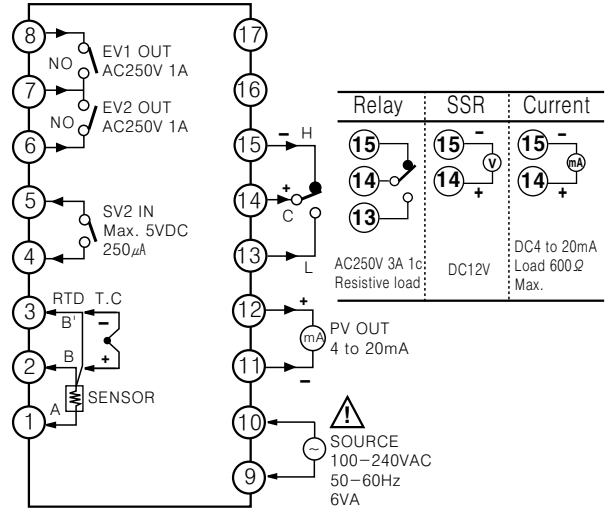 8
NO
EV1 OUT
AC250V 1A
7
NO
EV2 OUT
AC250V 1A
6
5
SV2 IN
Max. 5VDC
250µA
4
3
RTD T.C
B'
−
2
B
+
SENSOR
A
1
17
16
15
− H
14
+
C
13
L
12
+
mA
PV OUT
4 to 20mA
11
−
10
~
SOURCE
100−240VAC
50−60Hz
6VA
9
Relay
SSR
Current
15
14
13
AC250V 3A 1c
Resistive load
15
−
V
14
+
DC12V
15
−
mA
14
+
DC4 to 20mA
Load 600Ω
Max.